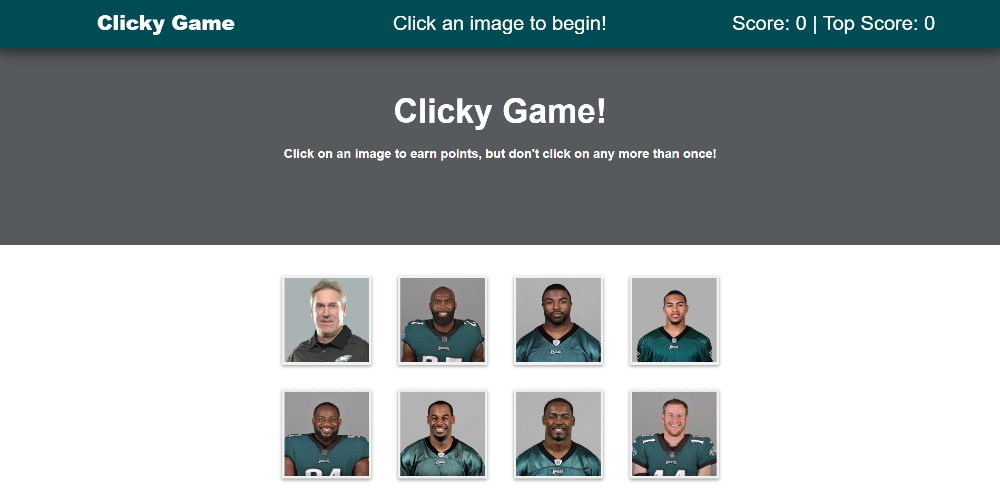 Clicky Game
Click an image to begin!
Score: 0 | Top Score: 0
Clicky Game!
Click on an image to earn points, but don't click on any more than once!